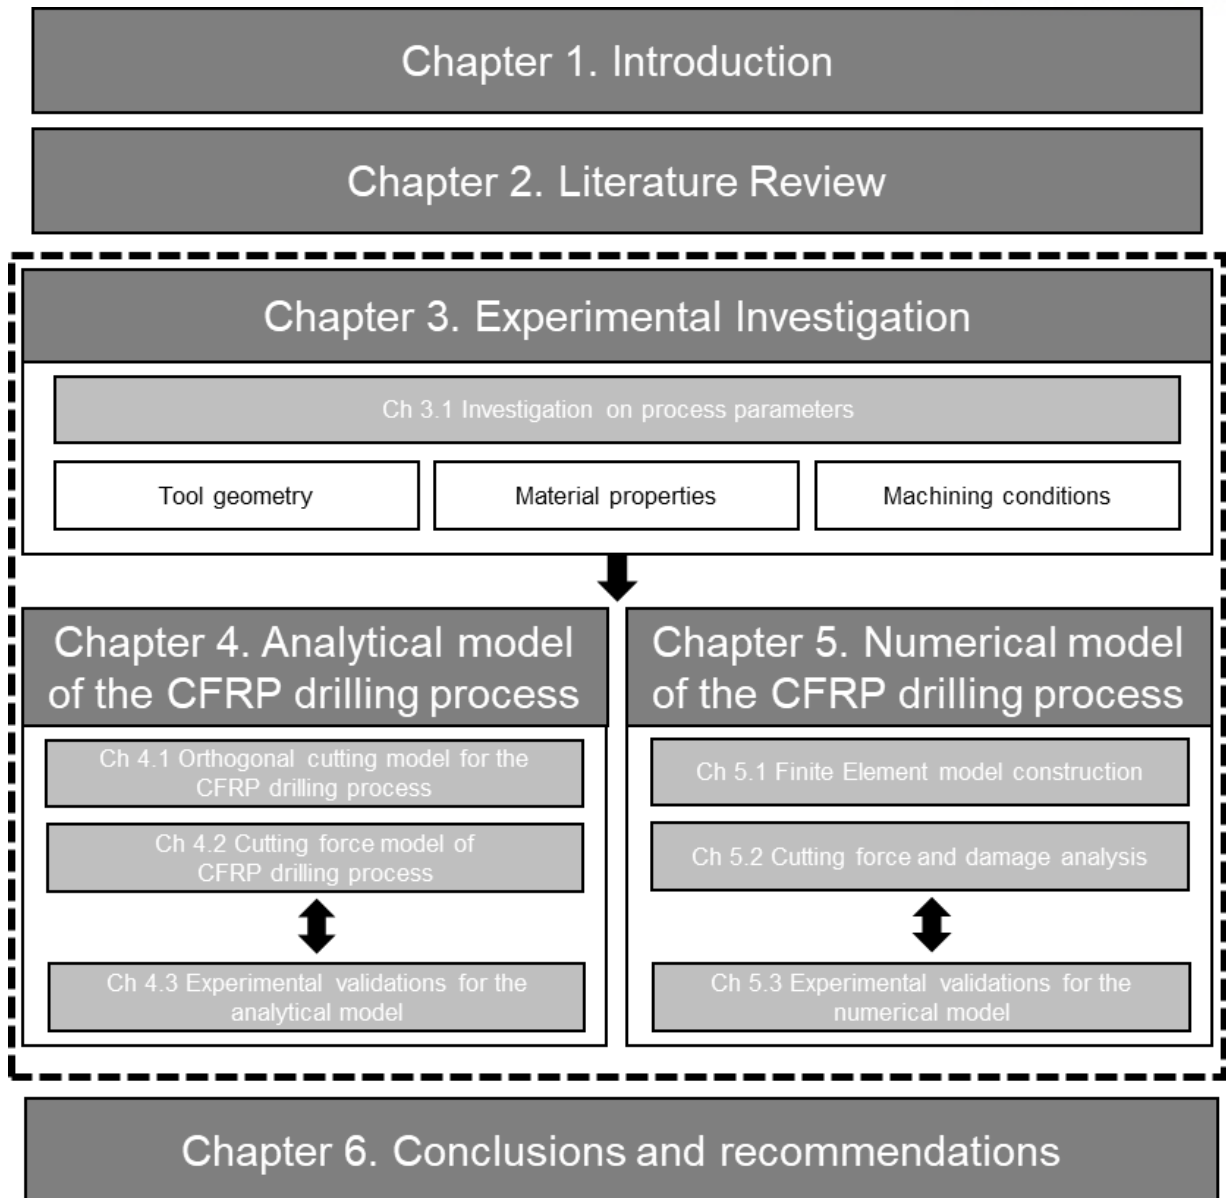 Chapter 1. Introduction
Chapter 2. Literature Review
Chapter 3. Experimental Investigation
Ch 3.1 Investigation on process parameters
Tool geometry
Material properties
Machining conditions
Chapter 4. Analytical model
of the CFRP drilling process
Ch 4.1 Orthogonal cutting model for the
CFRP drilling process
Ch 4.2 Cutting force model of
CFRP drilling process
Ch 4.3 Experimental validations for the
analytical model
Chapter 5. Numerical model
of the CFRP drilling process
Ch 5.1 Finite Element model construction
Ch 5.2 Cutting force and damage analysis
Ch 5.3 Experimental validations for the
numerical model
Chapter 6. Conclusions and recommendations